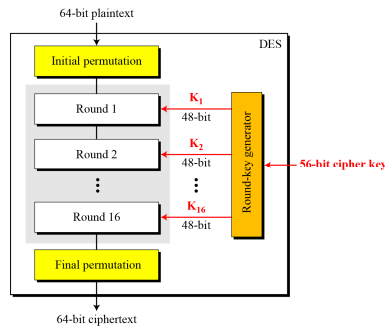 64-bit plaintext
DES
Initial permutation
Round 1
K1
48-bit
Round 2
K2
48-bit
Round-key generator
56-bit cipher key
Round 16
K16
48-bit
Final permutation
64-bit ciphertext